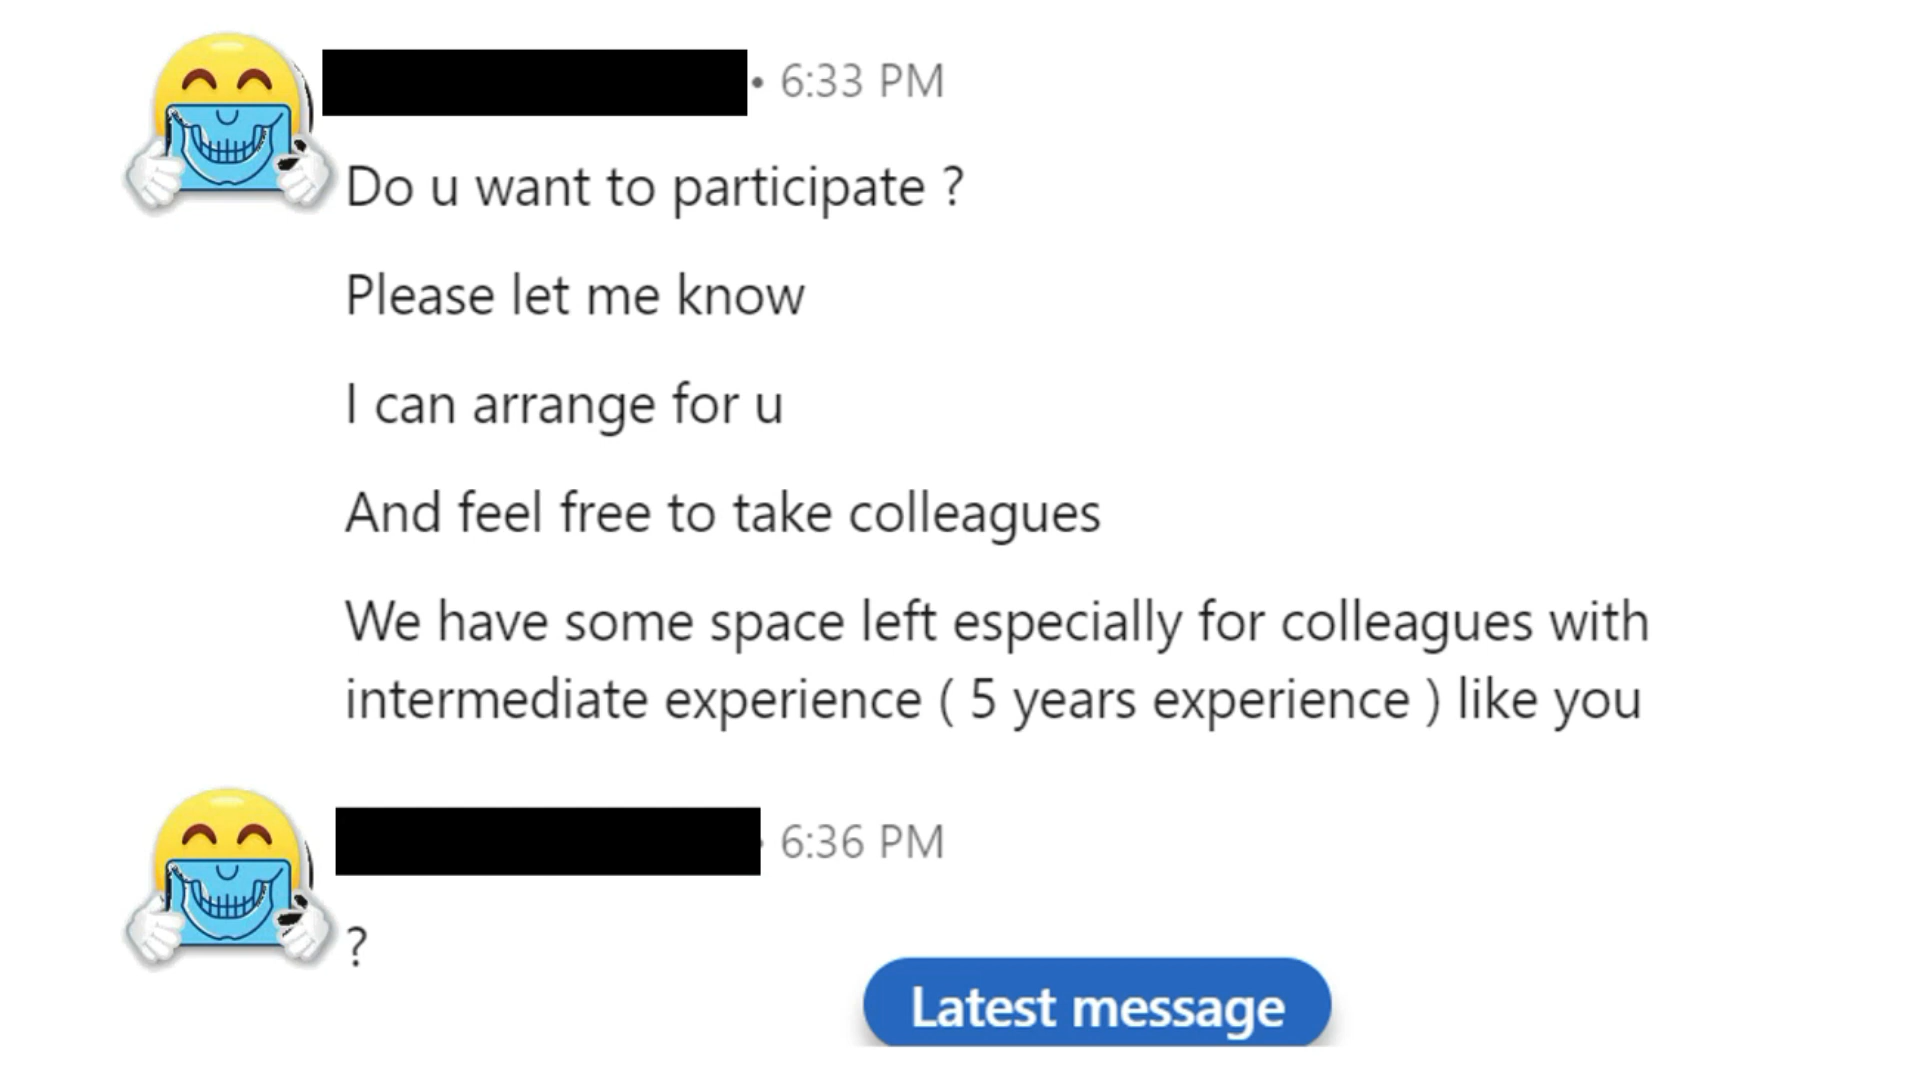 • 6:33 PM
Do u want to participate ?
Please let me know
I can arrange for u
And feel free to take colleagues
We have some space left especially for colleagues with
intermediate experience ( 5 years experience ) like you
6:36 PM
?
Latest message